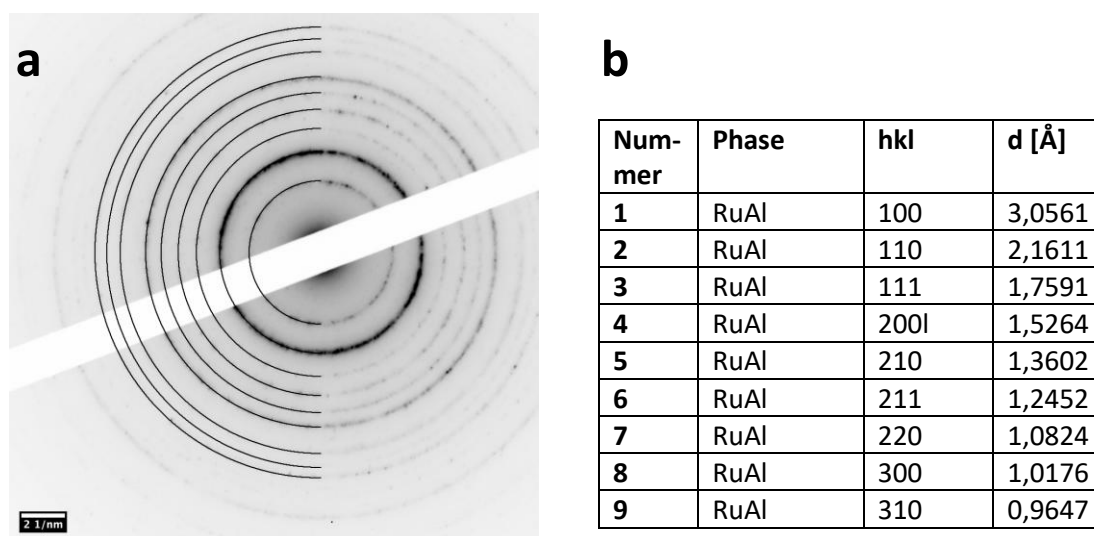 a
2 1/nm
b
Num-
mer Phase hkl d [Å]
1 RuAl 100 3,0561
2 RuAl 110 2,1611
3 RuAl 111 1,7591
4 RuAl 200l 1,5264
5 RuAl 210 1,3602
6 RuAl 211 1,2452
7 RuAl 220 1,0824
8 RuAl 300 1,0176
9 RuAl 310 0,9647